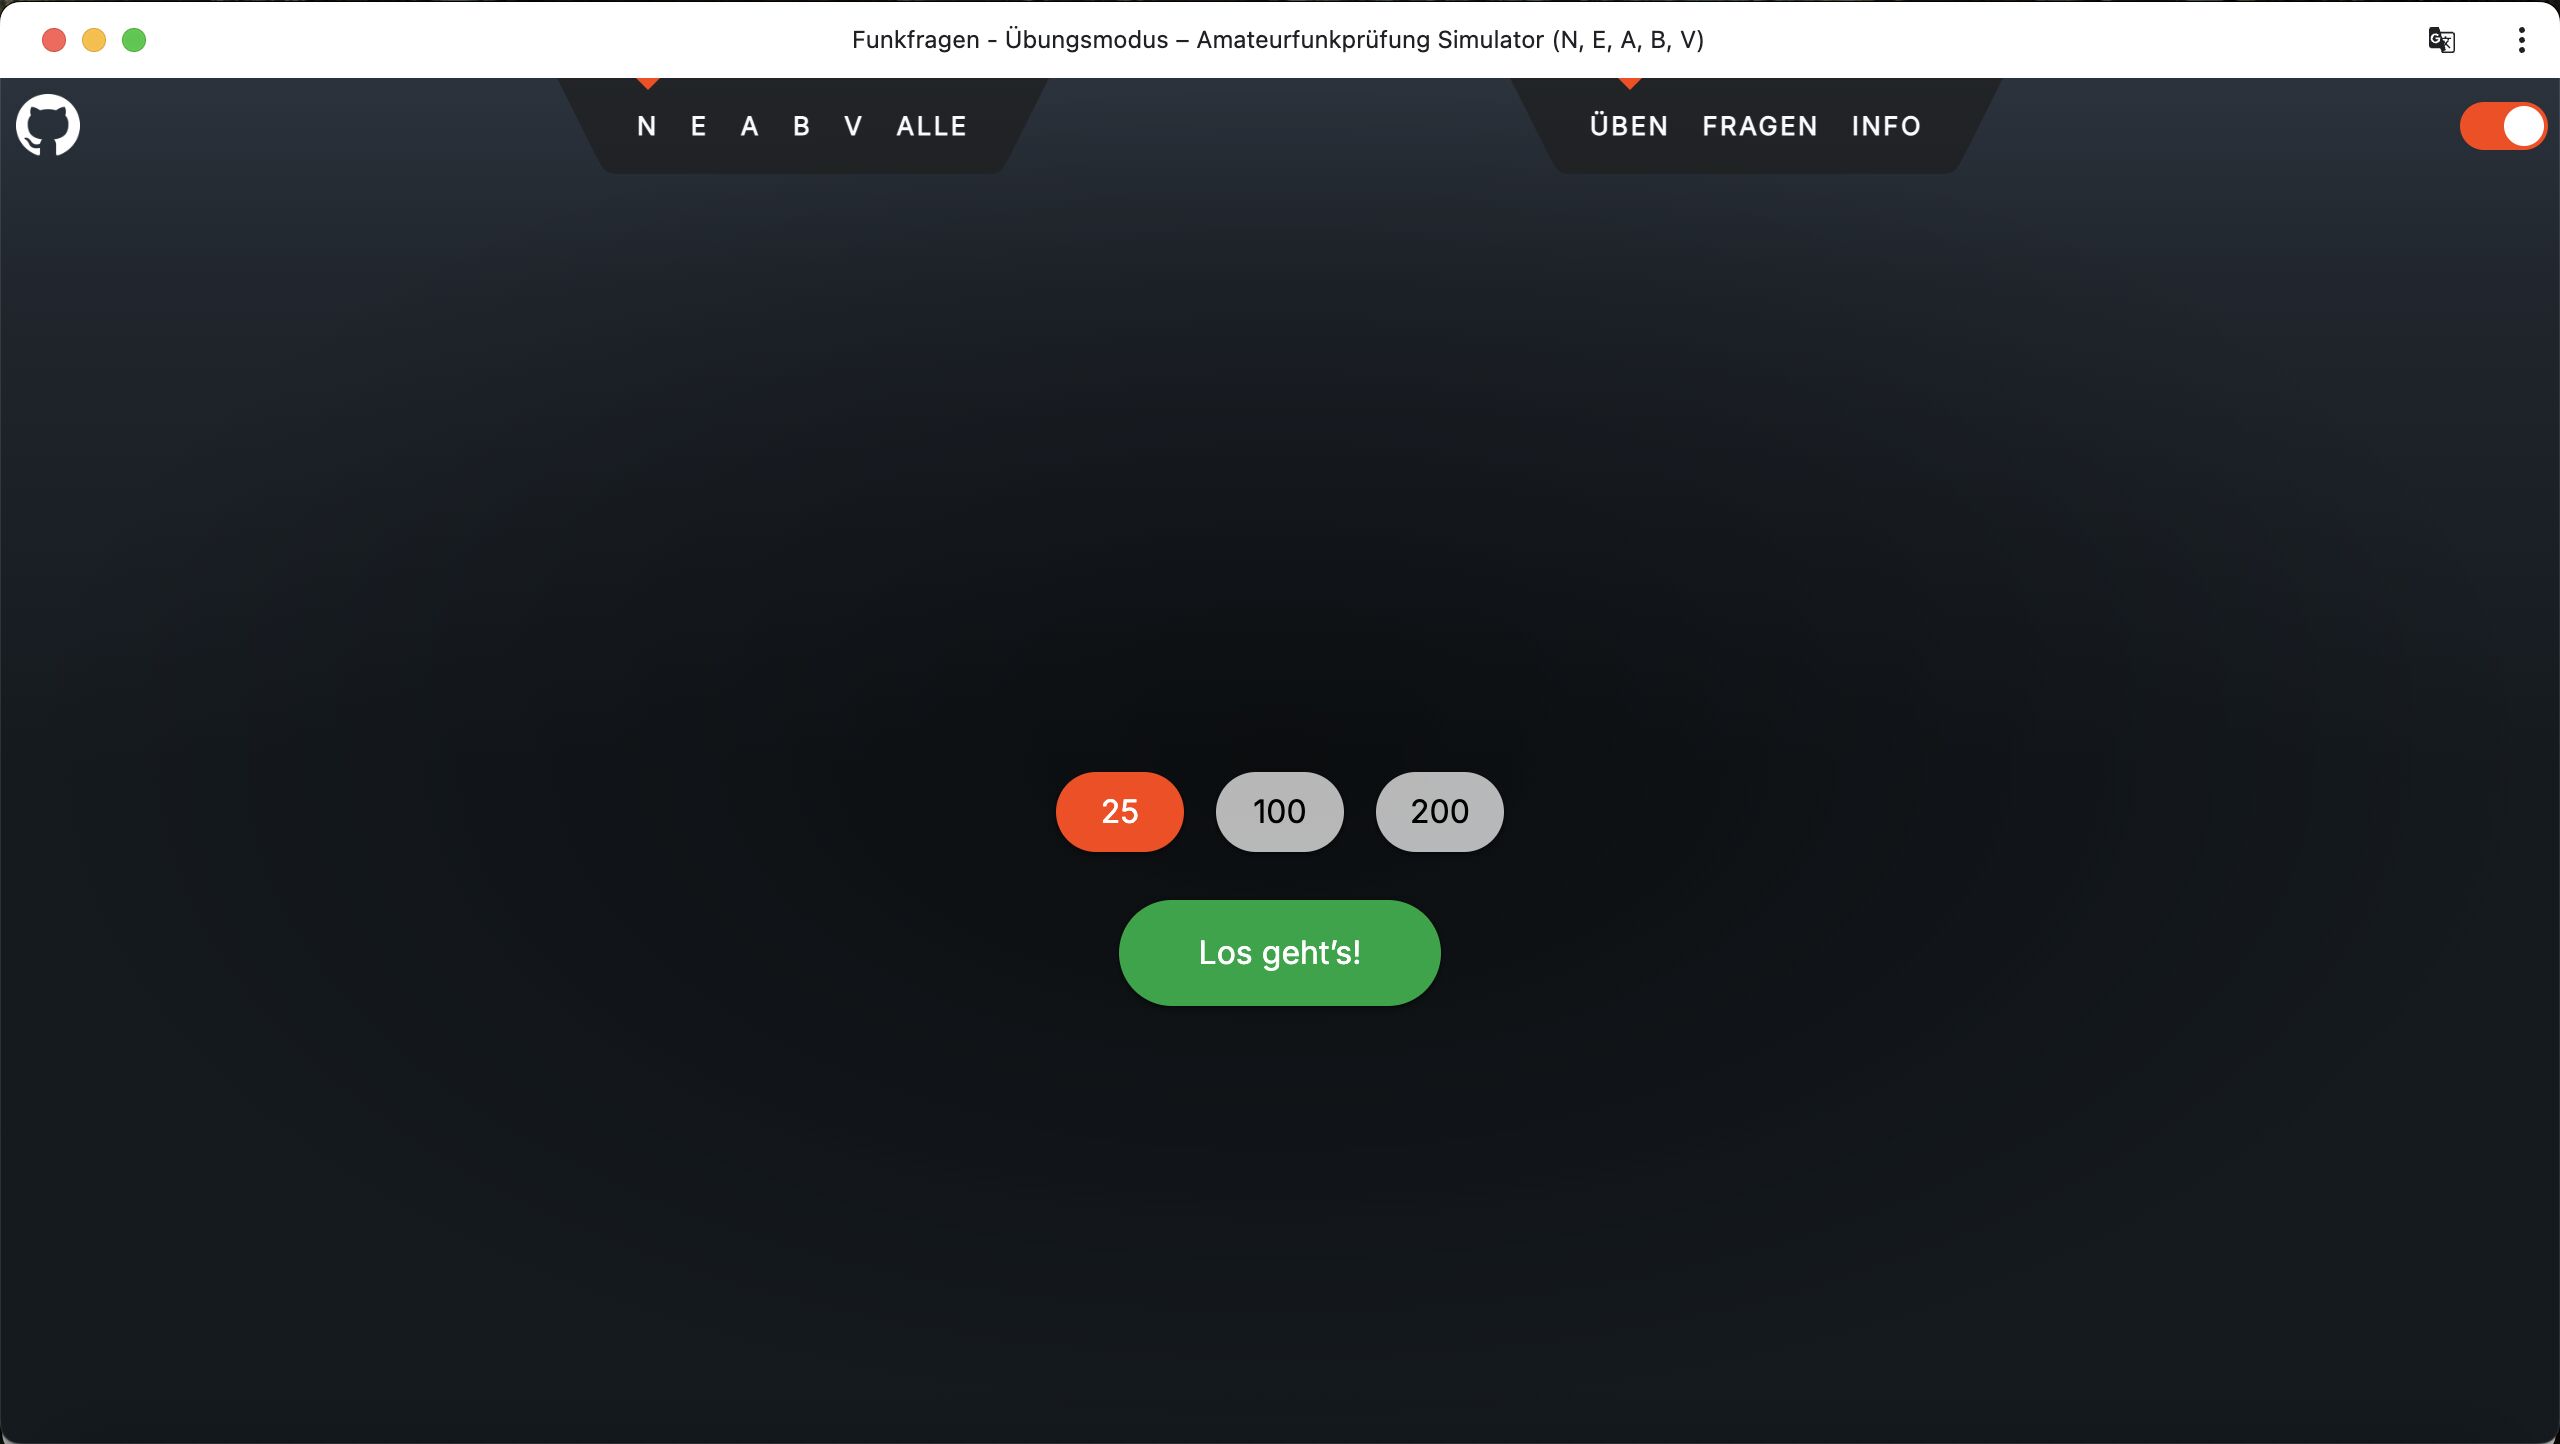 Funkfragen - Übungsmodus – Amateurfunkprüfung Simulator (N, E, A, B, V)
N E A B V ALLE
ÜBEN FRAGEN INFO
25 100 200
Los geht’s!